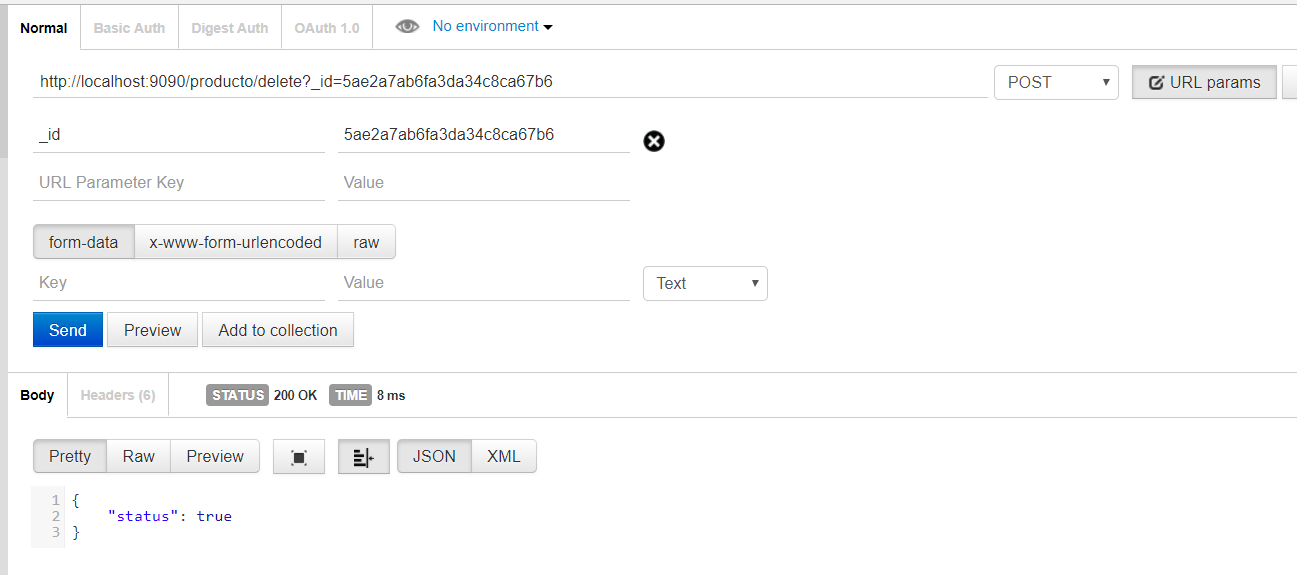 Normal Basic Auth Digest Auth OAuth 1.0 No environment
http://localhost:9090/producto/delete?_id=5ae2a7ab6fa3da34c8ca67b6 POST URL params
_id 5ae2a7ab6fa3da34c8ca67b6
URL Parameter Key Value
form-data x-www-form-urlencoded raw
Key Value Text
Send Preview Add to collection
Body Headers (6) STATUS 200 OK TIME 8 ms
Pretty Raw Preview JSON XML
1 {
2 "status": true
3 }